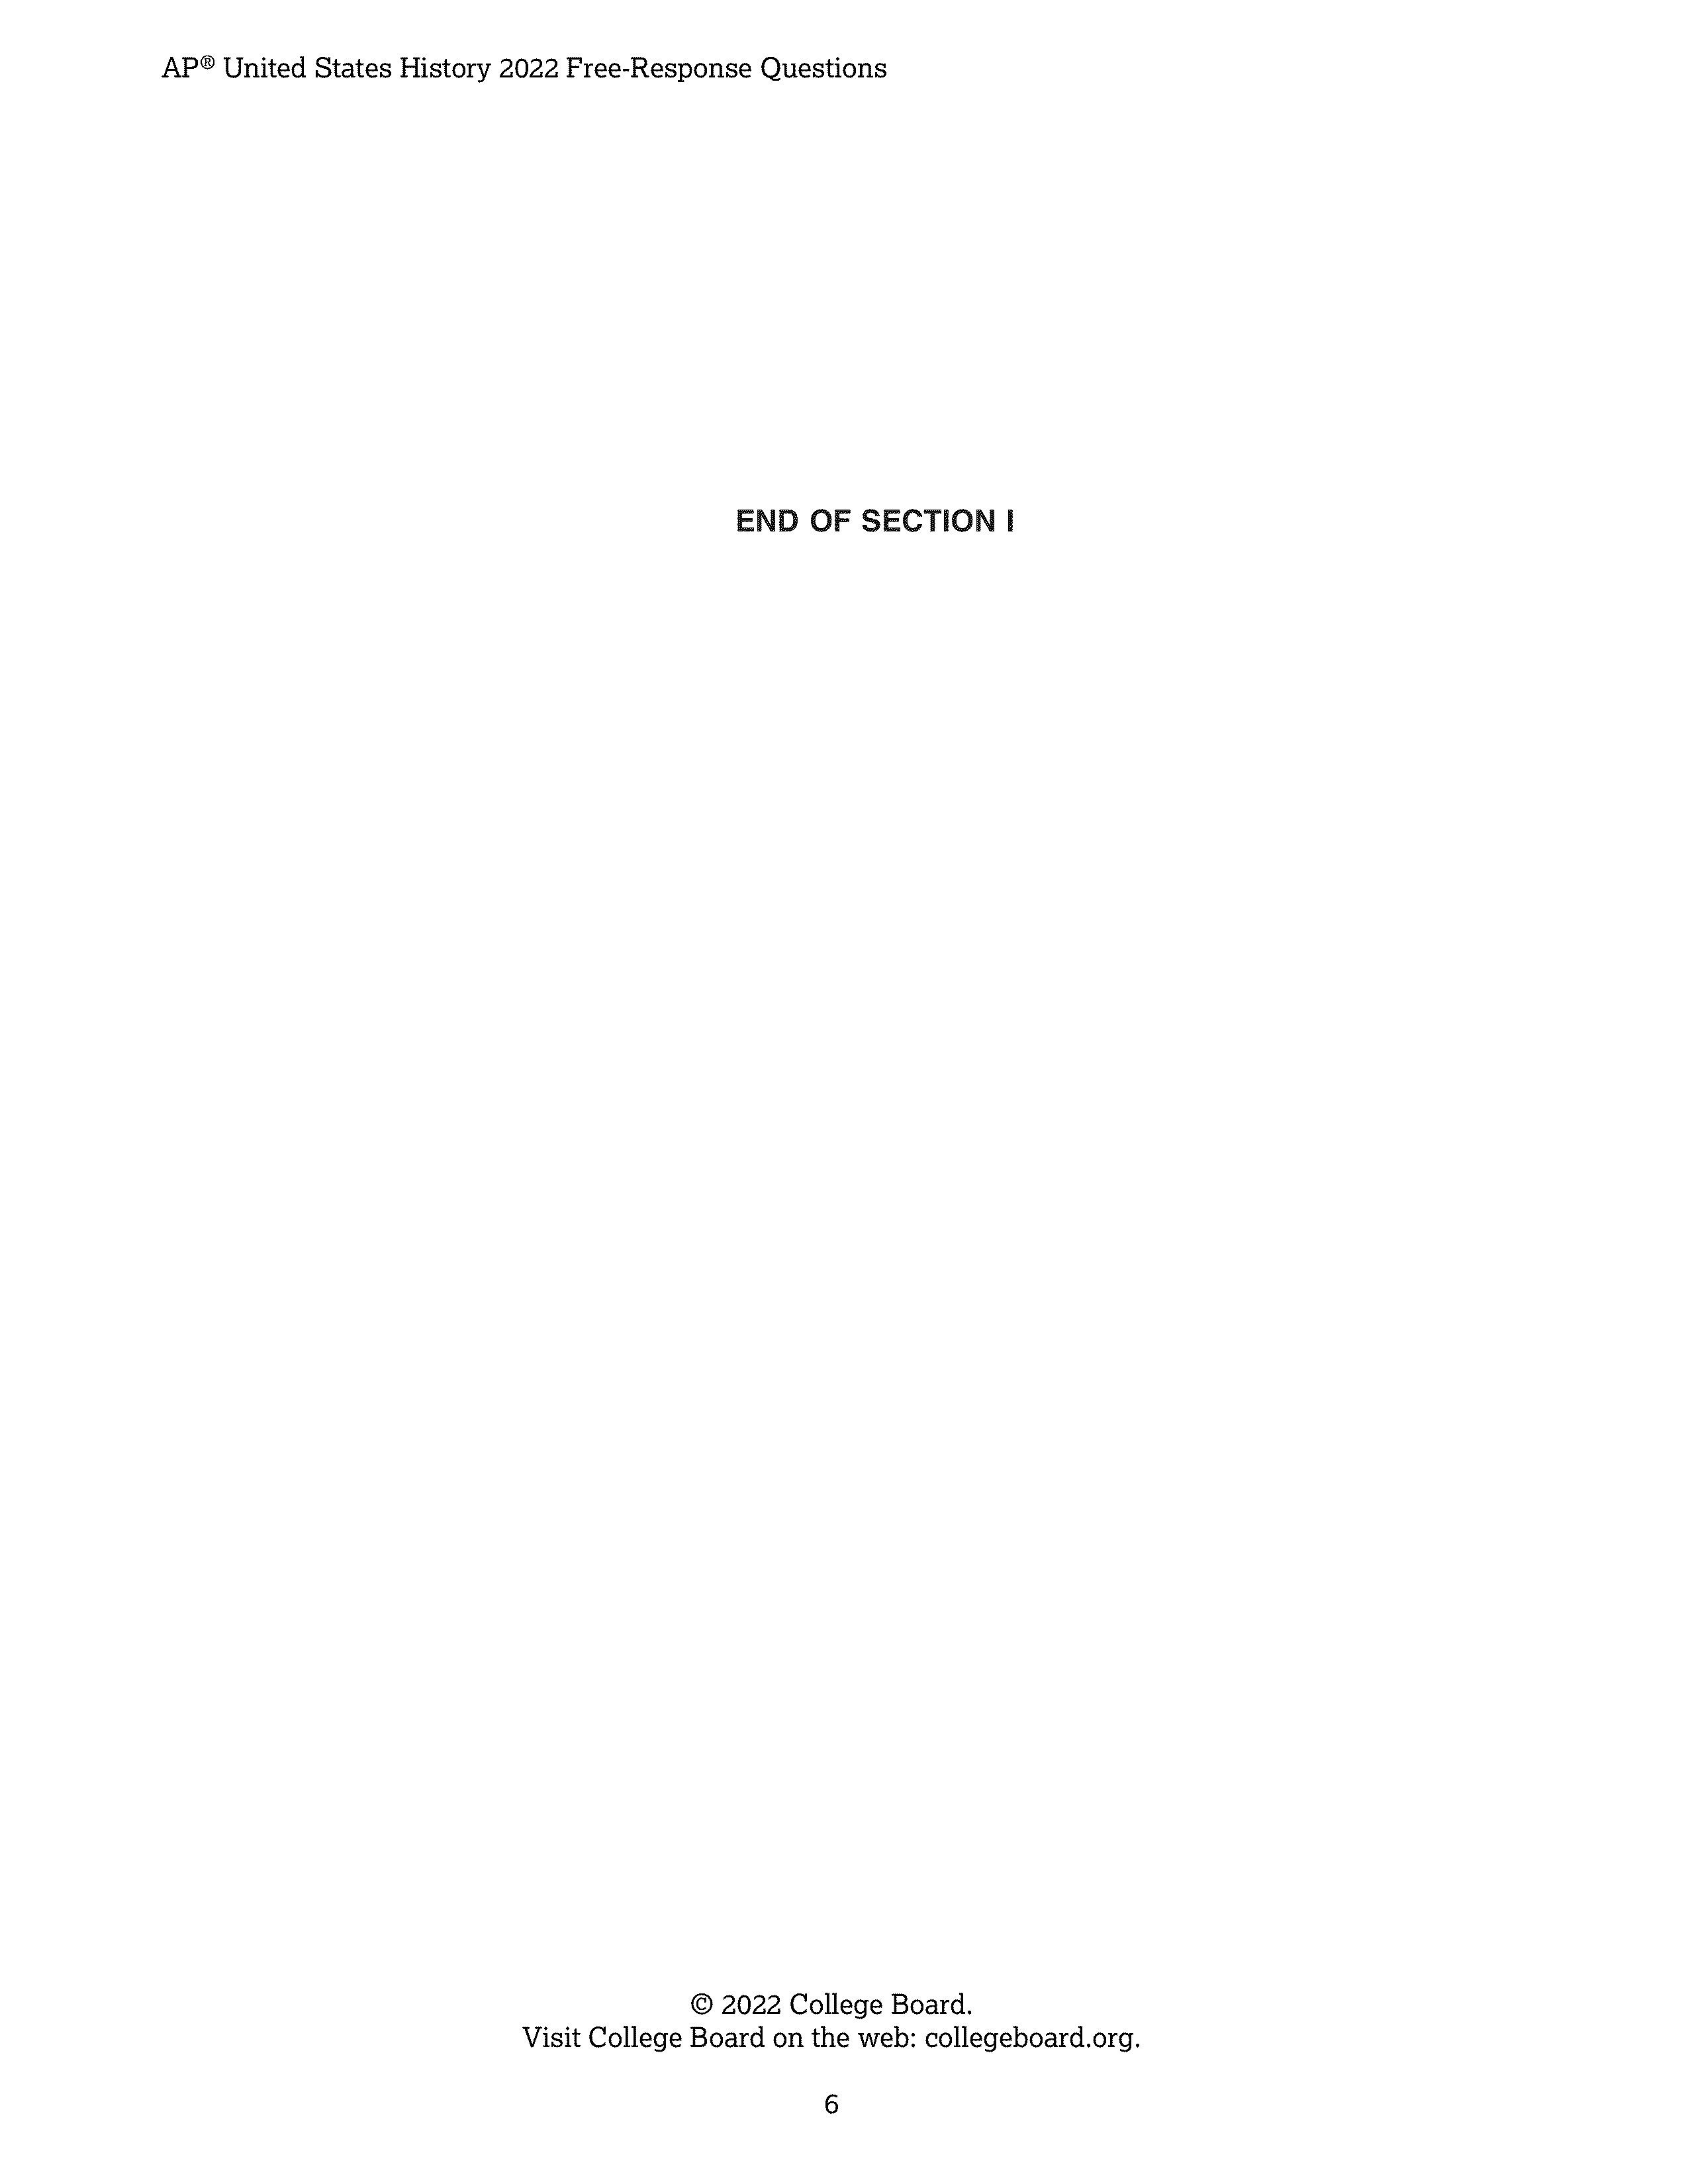 AP® United States History 2022 Free-Response Questions
END OF SECTION I
© 2022 College Board.
Visit College Board on the web: collegeboard.org.
6